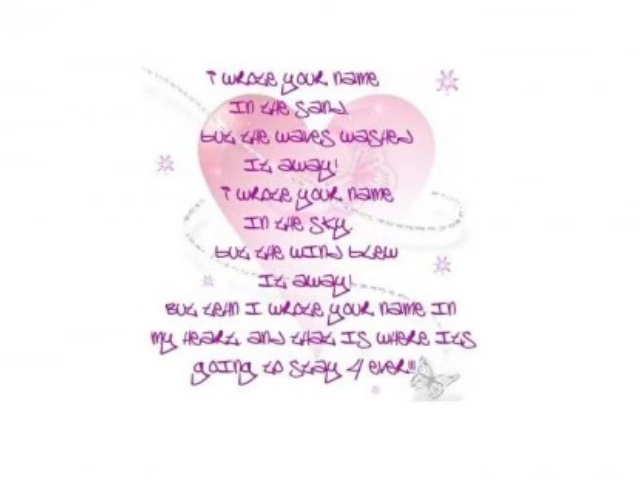 I wrote your name
In the sand
but the waves washed
It away!
I wrote your name
In the sky
but the wind blew
It away!
But tehn I wrote your name In
my heart and that Is where Its
going to stay 4 ever!!!